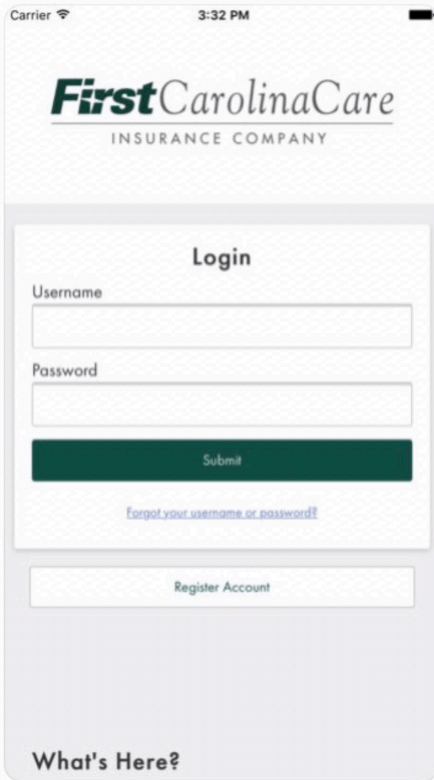 Carrier 3:32 PM
FirstCarolinaCare
INSURANCE COMPANY
Login
Username
Password
Submit
Forgot your username or password?
Register Account
What's Here?